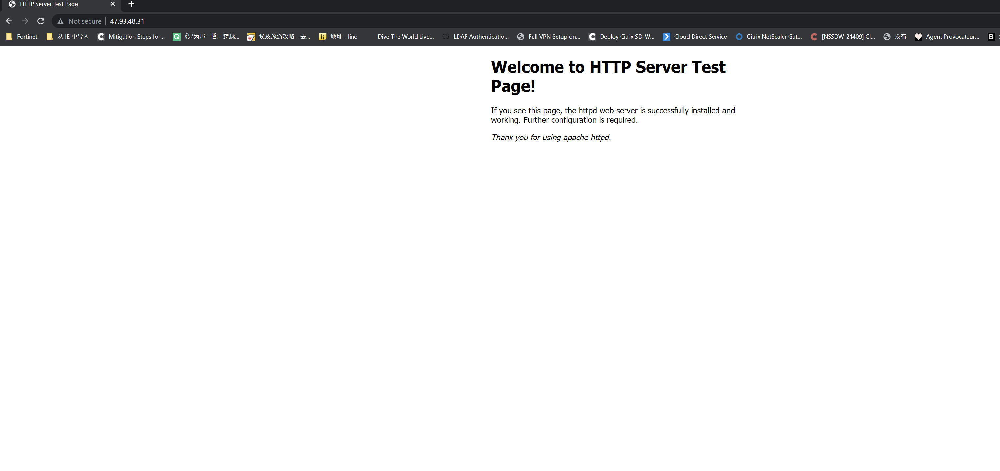 HTTP Server Test Page
Not secure 47.93.48.31
Fortinet 从 IE 中导入 Mitigation Steps for... 《只为那一瞥，穿越... 埃及旅游攻略 - 去... li 地址 - lino Dive The World Live... CS LDAP Authenticatio... Full VPN Setup on... Deploy Citrix SD-W... Cloud Direct Service Citrix NetScaler Gat... [NSSDW-21409] Cl... 发布 Agent Provocateur... B
Welcome to HTTP Server Test
Page!
If you see this page, the httpd web server is successfully installed and
working. Further configuration is required.
Thank you for using apache httpd.